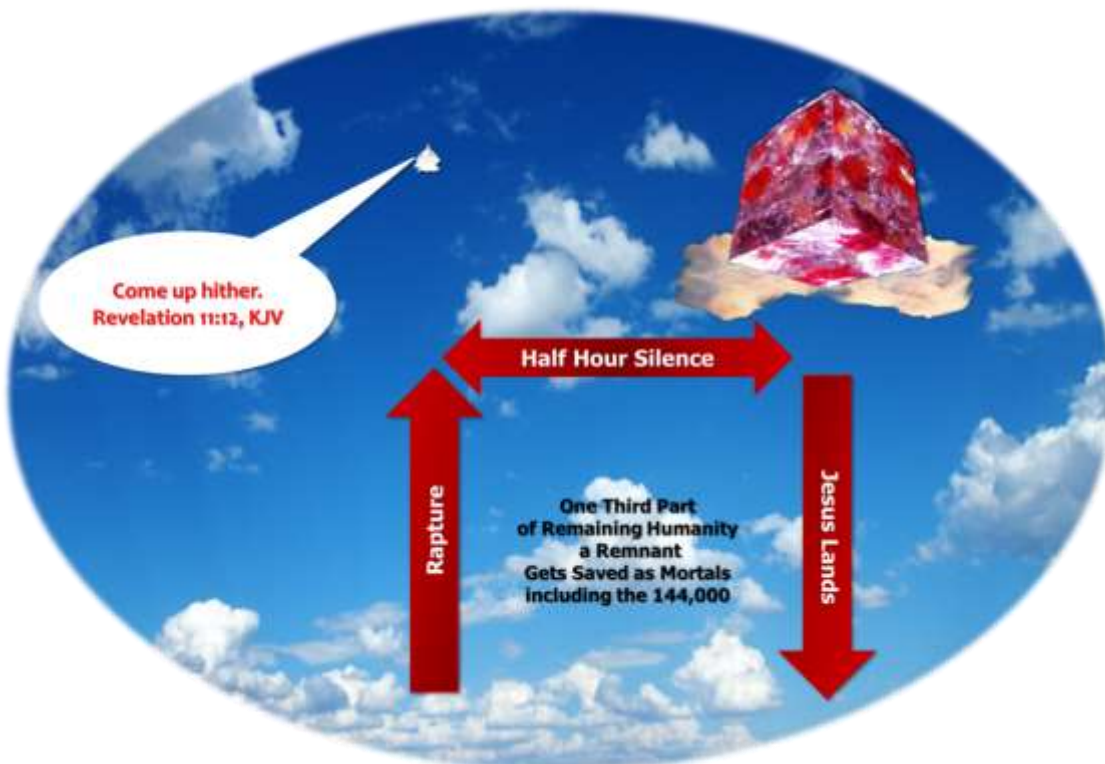 Come up hither.
Revelation 11:12, KJV
Half Hour Silence
Rapture
One Third Part
of Remaining Humanity
a Remnant
Gets Saved as Mortals
including the 144,000
Jesus Lands